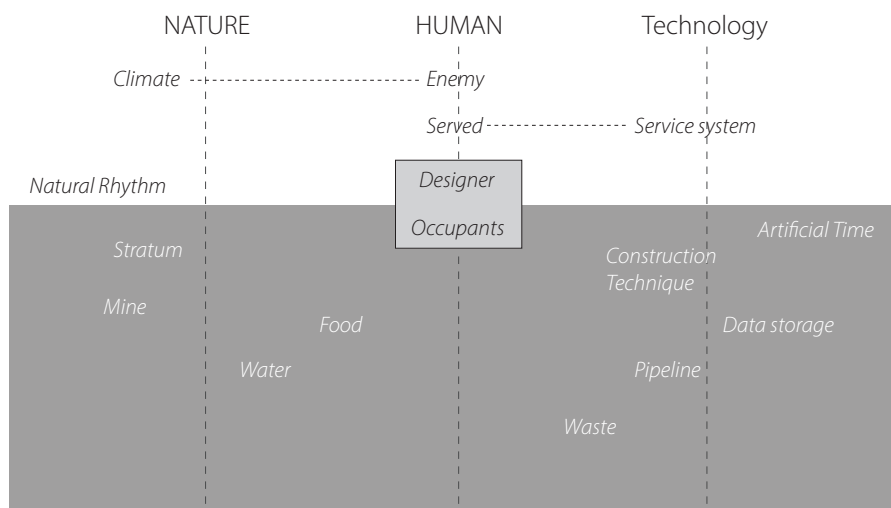 NATURE
HUMAN
Technology
Climate
Enemy
Served
Service system
Natural Rhythm
Designer
Occupants
Artificial Time
Stratum
Construction
Technique
Mine
Food
Data storage
Water
Pipeline
Waste